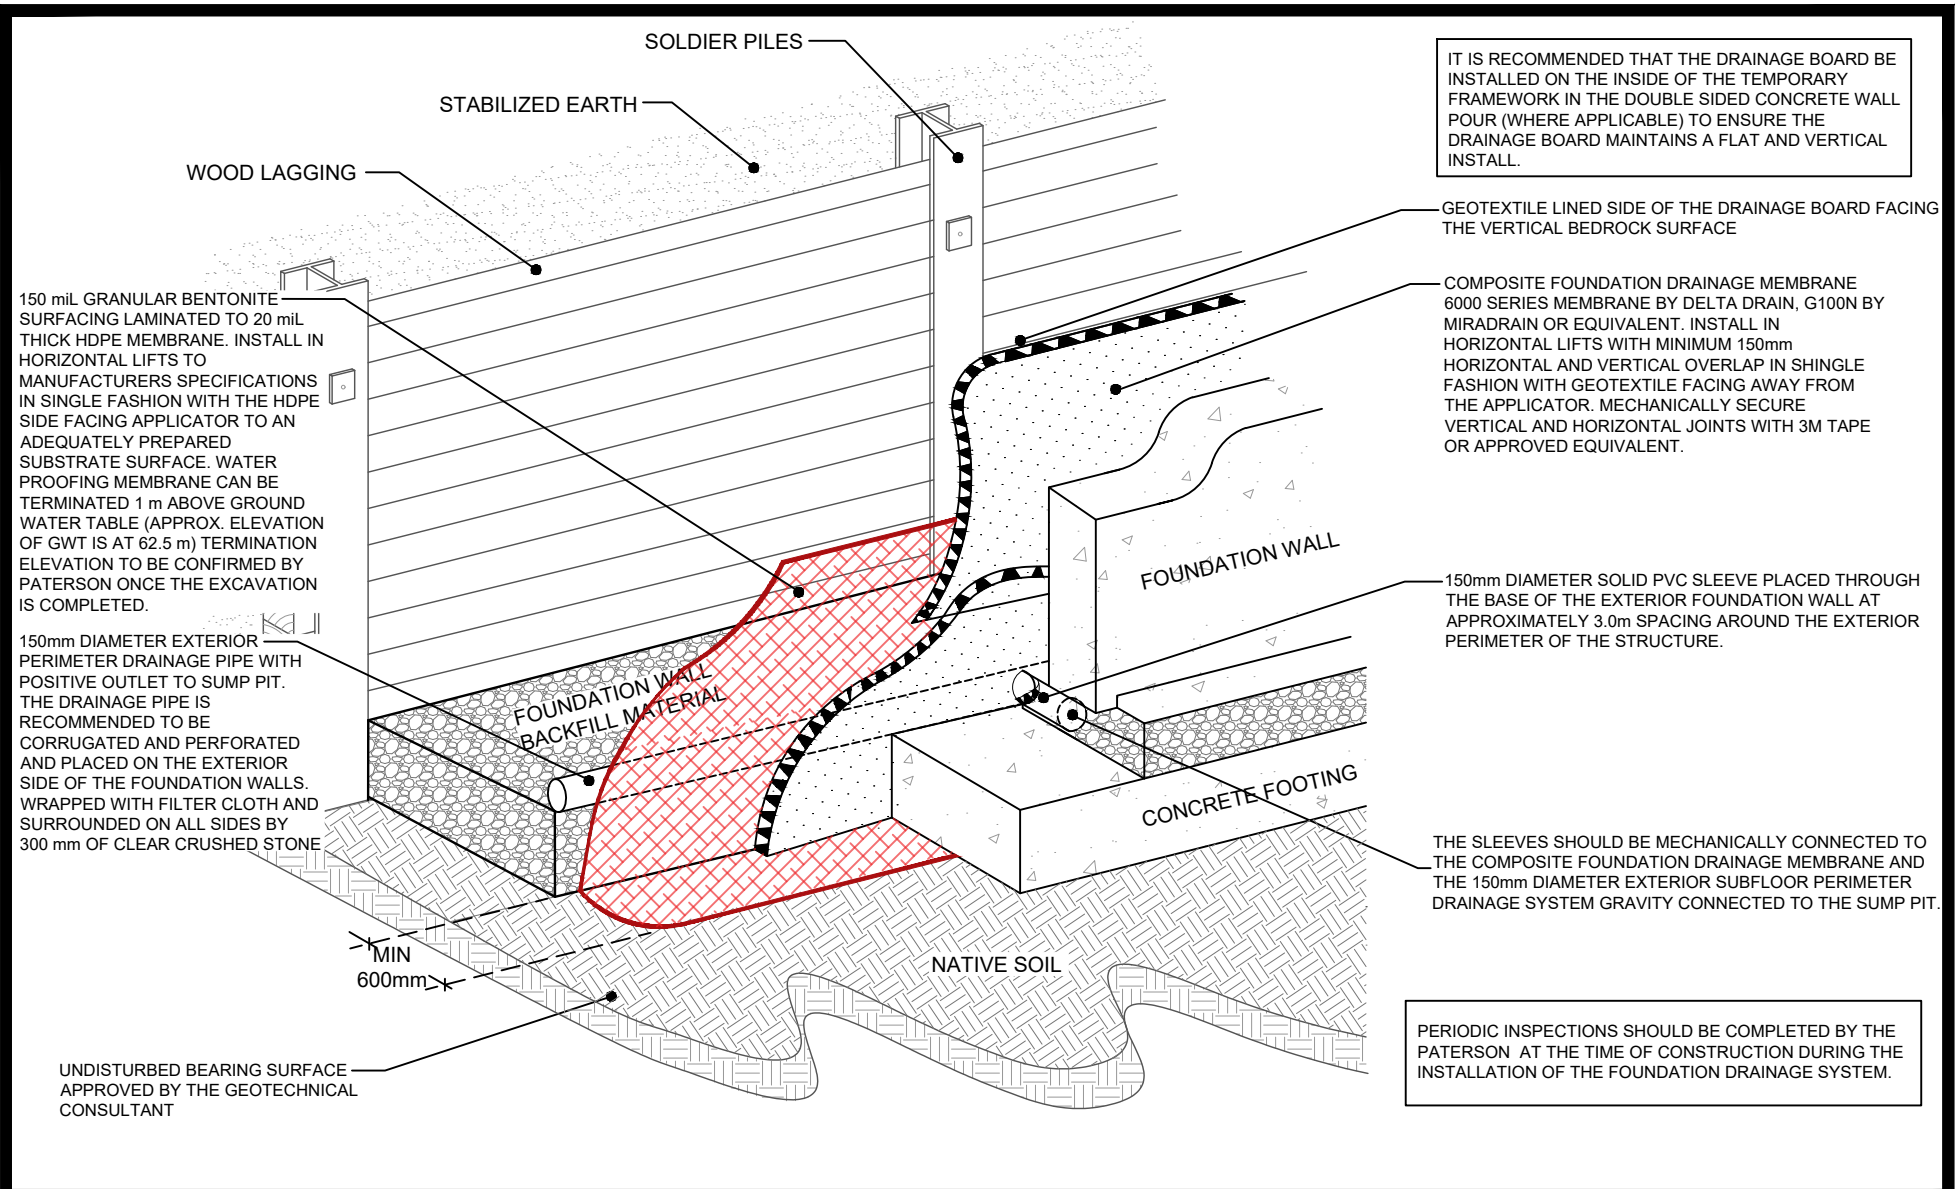 SOLDIER PILES
STABILIZED EARTH
WOOD LAGGING
IT IS RECOMMENDED THAT THE DRAINAGE BOARD BE
INSTALLED ON THE INSIDE OF THE TEMPORARY
FRAMEWORK IN THE DOUBLE SIDED CONCRETE WALL
POUR (WHERE APPLICABLE) TO ENSURE THE
DRAINAGE BOARD MAINTAINS A FLAT AND VERTICAL
INSTALL.
GEOTEXTILE LINED SIDE OF THE DRAINAGE BOARD FACING
THE VERTICAL BEDROCK SURFACE
COMPOSITE FOUNDATION DRAINAGE MEMBRANE
6000 SERIES MEMBRANE BY DELTA DRAIN, G100N BY
MIRADRAIN OR EQUIVALENT. INSTALL IN
HORIZONTAL LIFTS WITH MINIMUM 150mm
HORIZONTAL AND VERTICAL OVERLAP IN SHINGLE
FASHION WITH GEOTEXTILE FACING AWAY FROM
THE APPLICATOR. MECHANICALLY SECURE
VERTICAL AND HORIZONTAL JOINTS WITH 3M TAPE
OR APPROVED EQUIVALENT.
150 miL GRANULAR BENTONITE
SURFACING LAMINATED TO 20 miL
THICK HDPE MEMBRANE. INSTALL IN
HORIZONTAL LIFTS TO
MANUFACTURERS SPECIFICATIONS
IN SINGLE FASHION WITH THE HDPE
SIDE FACING APPLICATOR TO AN
ADEQUATELY PREPARED
SUBSTRATE SURFACE. WATER
PROOFING MEMBRANE CAN BE
TERMINATED 1 m ABOVE GROUND
WATER TABLE (APPROX. ELEVATION
OF GWT IS AT 62.5 m) TERMINATION
ELEVATION TO BE CONFIRMED BY
PATERSON ONCE THE EXCAVATION
IS COMPLETED.
FOUNDATION WALL
150mm DIAMETER SOLID PVC SLEEVE PLACED THROUGH
THE BASE OF THE EXTERIOR FOUNDATION WALL AT
APPROXIMATELY 3.0m SPACING AROUND THE EXTERIOR
PERIMETER OF THE STRUCTURE.
150mm DIAMETER EXTERIOR
PERIMETER DRAINAGE PIPE WITH
POSITIVE OUTLET TO SUMP PIT.
THE DRAINAGE PIPE IS
RECOMMENDED TO BE
CORRUGATED AND PERFORATED
AND PLACED ON THE EXTERIOR
SIDE OF THE FOUNDATION WALLS.
WRAPPED WITH FILTER CLOTH AND
SURROUNDED ON ALL SIDES BY
300 mm OF CLEAR CRUSHED STONE
FOUNDATION WALL
BACKFILL MATERIAL
CONCRETE FOOTING
THE SLEEVES SHOULD BE MECHANICALLY CONNECTED TO
THE COMPOSITE FOUNDATION DRAINAGE MEMBRANE AND
THE 150mm DIAMETER EXTERIOR SUBFLOOR PERIMETER
DRAINAGE SYSTEM GRAVITY CONNECTED TO THE SUMP PIT.
MIN
600mm
NATIVE SOIL
UNDISTURBED BEARING SURFACE
APPROVED BY THE GEOTECHNICAL
CONSULTANT
PERIODIC INSPECTIONS SHOULD BE COMPLETED BY THE
PATERSON AT THE TIME OF CONSTRUCTION DURING THE
INSTALLATION OF THE FOUNDATION DRAINAGE SYSTEM.